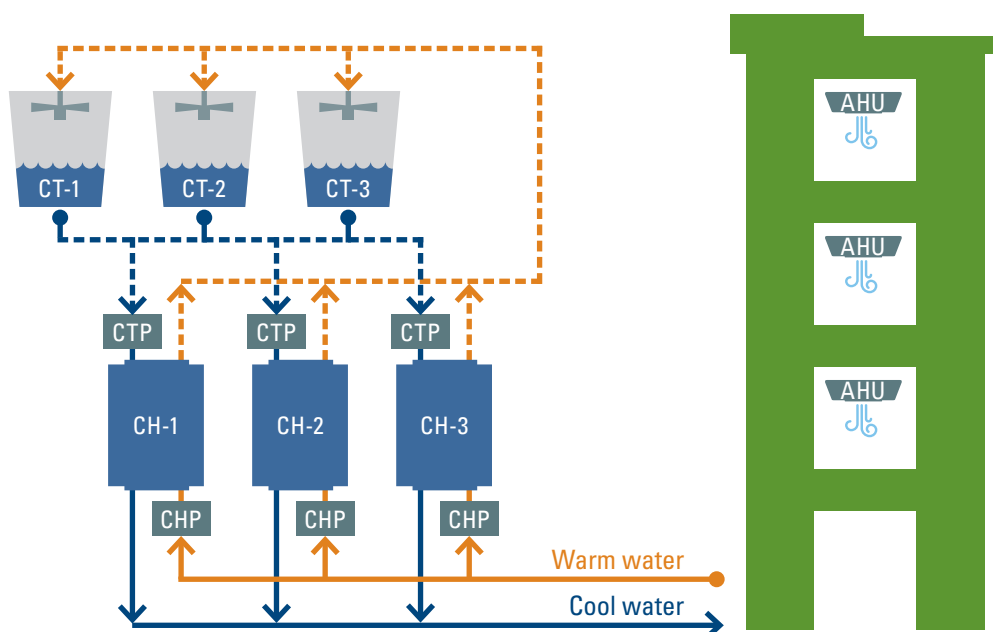 AHU
CT-1
CT-2
CT-3
AHU
CTP
CTP
CTP
AHU
CH-1
CH-2
CH-3
CHP
CHP
CHP
Warm water
Cool water